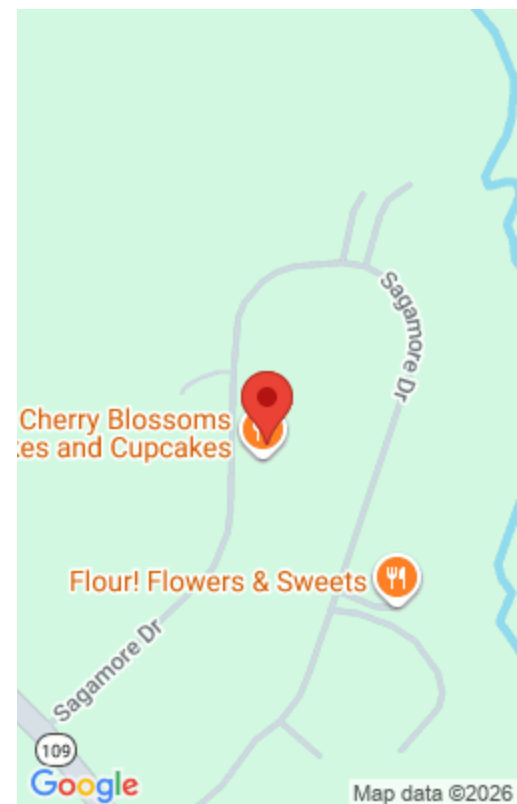 Sagamore Dr
Cherry Blossoms
es and Cupcakes
Flour! Flowers & Sweets
Sagamore Dr
109
Google
Map data ©2026